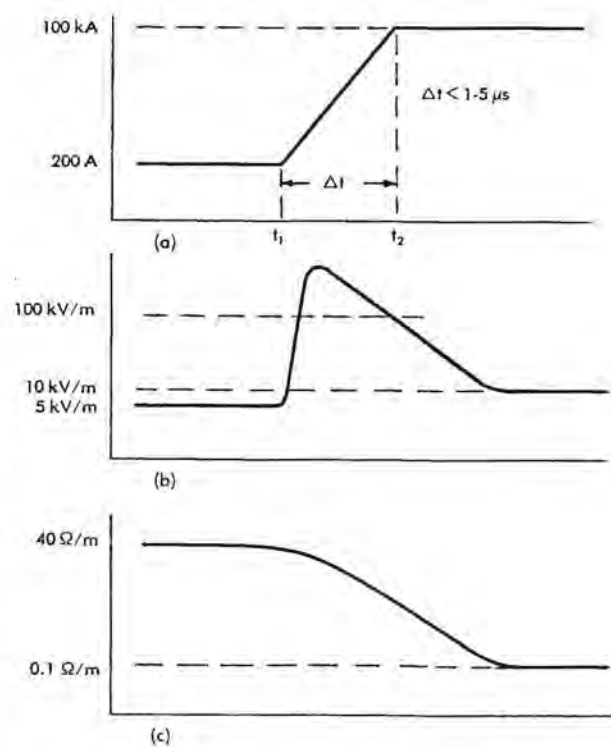 100 kA
Δt < 1-5 μs
200 A
Δt
t₁ t₂
(a)
100 kV/m
10 kV/m
5 kV/m
(b)
40 Ω/m
0.1 Ω/m
(c)